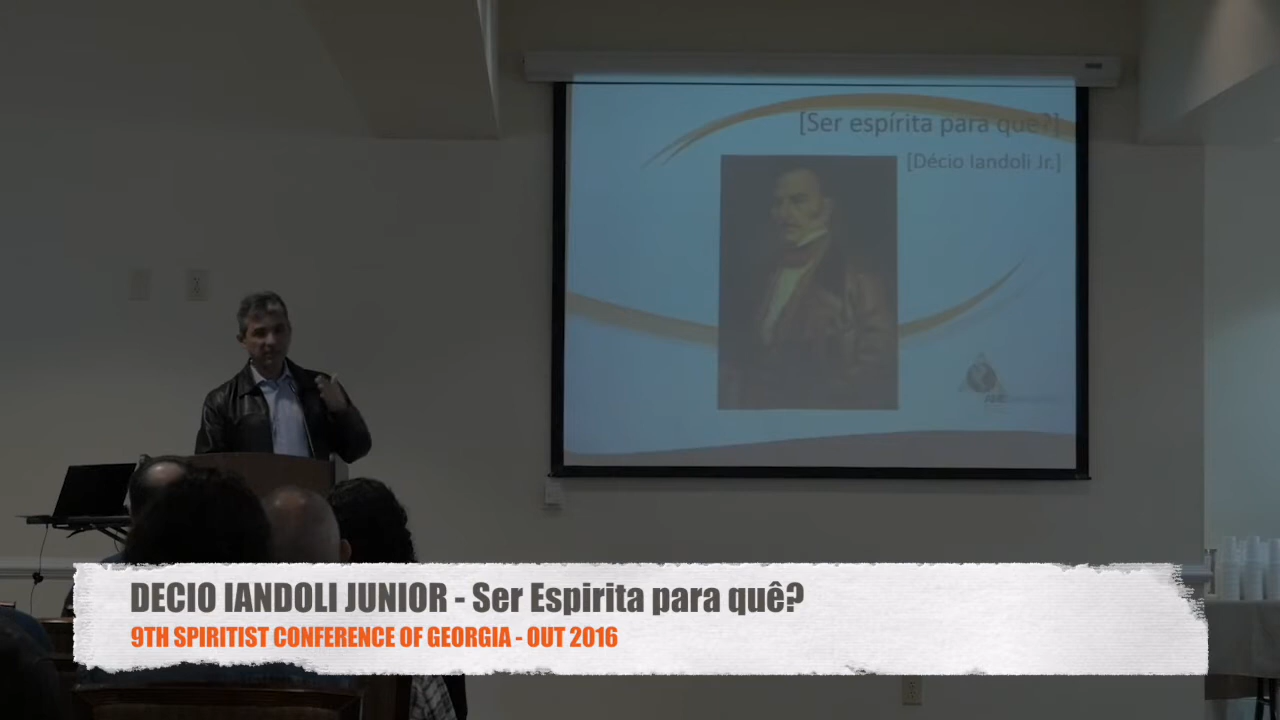 [Ser espírita para que?]
[Décio Iandoli Jr.]
DECIO IANDOLI JUNIOR - Ser Espirita para quê?
9TH SPIRITIST CONFERENCE OF GEORGIA - OUT 2016